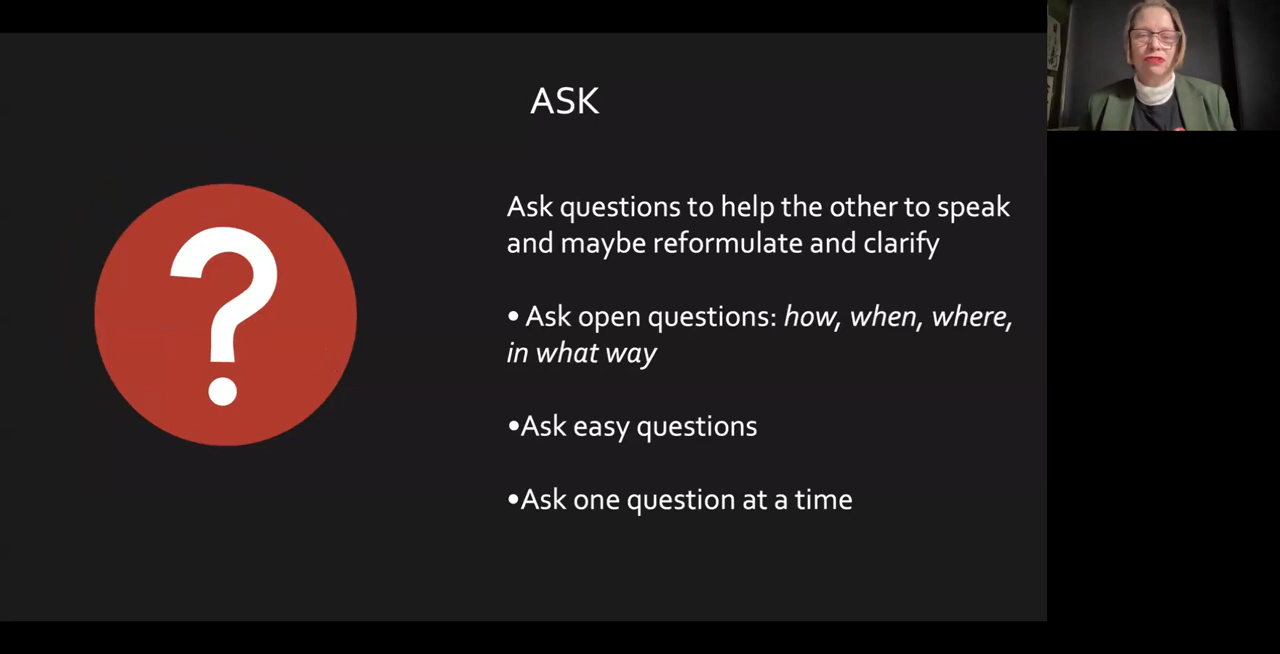 ASK
Ask questions to help the other to speak
and maybe reformulate and clarify
• Ask open questions: how, when, where,
in what way
•Ask easy questions
•Ask one question at a time